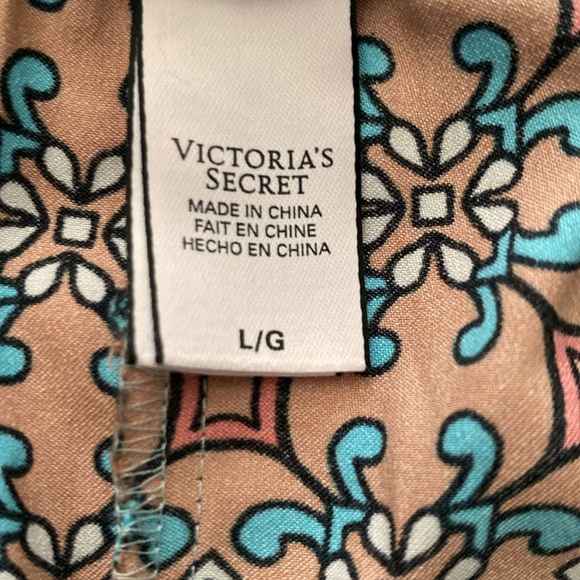 VICTORIA'S
SECRET
MADE IN CHINA
FAIT EN CHINE
HECHO EN CHINA
L/G